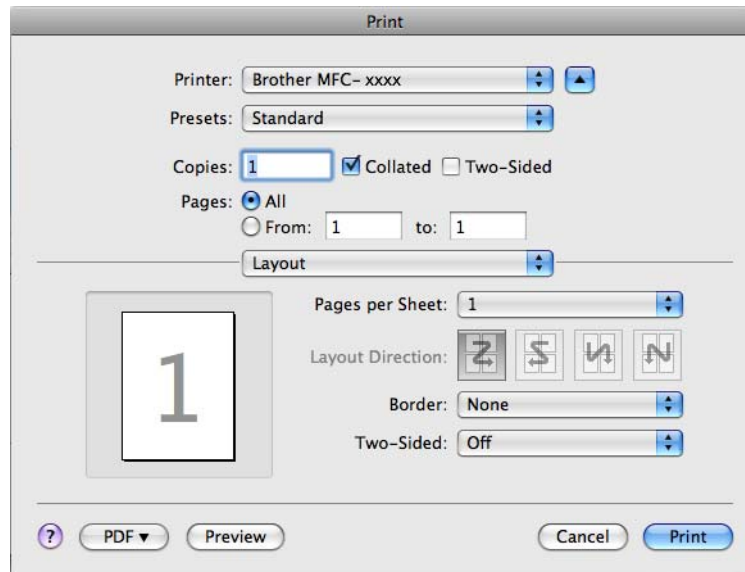 Print
Printer: Brother MFC- xxxx
Presets: Standard
Copies: 1 Collated Two-Sided
Pages: All
From: 1 to: 1
Layout
Pages per Sheet: 1
Layout Direction:
Border: None
Two-Sided: Off
1
? PDF ▼ Preview Cancel Print